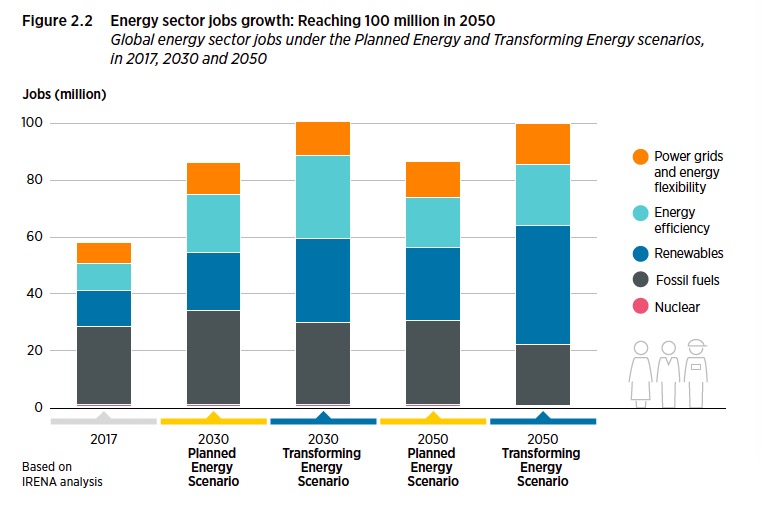 Figure 2.2 Energy sector jobs growth: Reaching 100 million in 2050
Global energy sector jobs under the Planned Energy and Transforming Energy scenarios,
in 2017, 2030 and 2050
Jobs (million)
100
80
60
40
20
0
Power grids
and energy
flexibility
Energy
efficiency
Renewables
Fossil fuels
Nuclear
2017
2030
Planned
Energy
Scenario
2030
Transforming
Energy
Scenario
2050
Planned
Energy
Scenario
2050
Transforming
Energy
Scenario
Based on
IRENA analysis